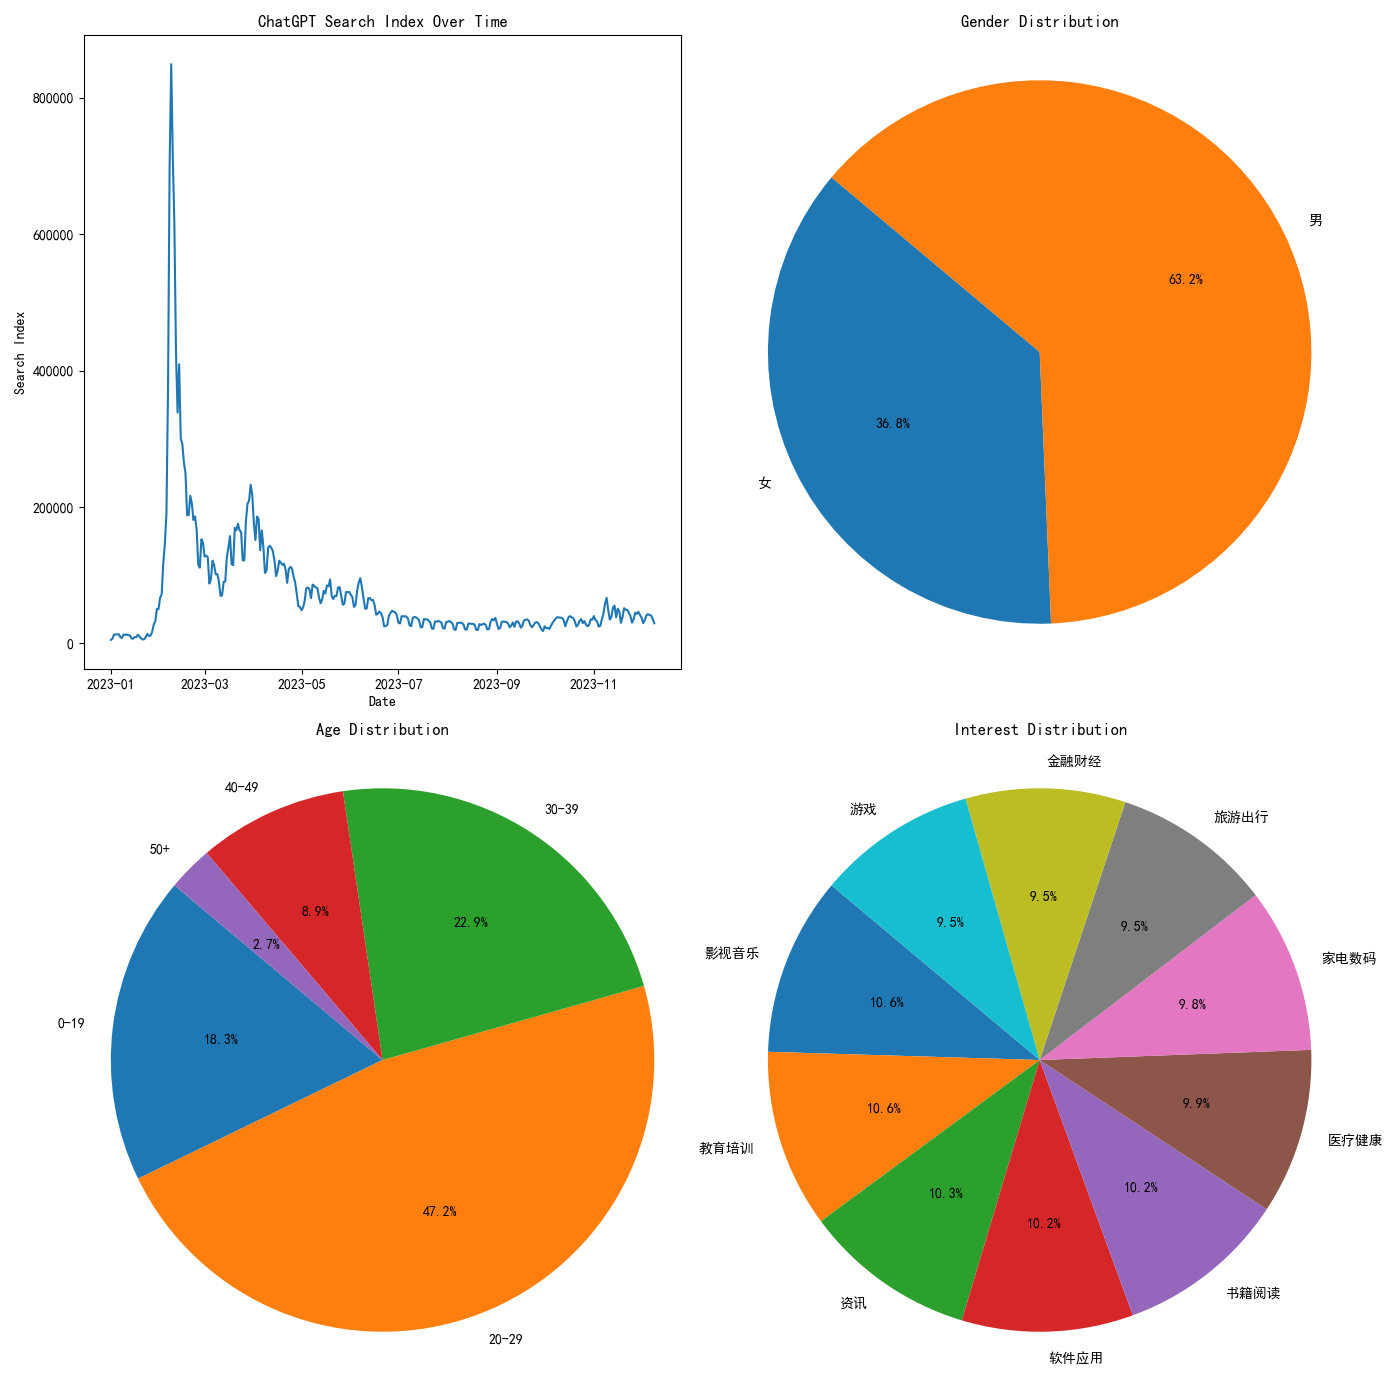 ChatGPT Search Index Over Time
800000
600000
400000
200000
0
Search Index
2023-01
2023-03
2023-05
2023-07
2023-09
2023-11
Date
Gender Distribution
男
63.2%
36.8%
女
Age Distribution
40-49
30-39
50+
8.9%
22.9%
2.7%
0-19
18.3%
47.2%
20-29
Interest Distribution
金融财经
游戏
旅游出行
9.5%
9.5%
9.5%
影视音乐
家电数码
10.6%
9.8%
10.6%
9.9%
教育培训
医疗健康
10.3%
10.2%
10.2%
资讯
书籍阅读
软件应用